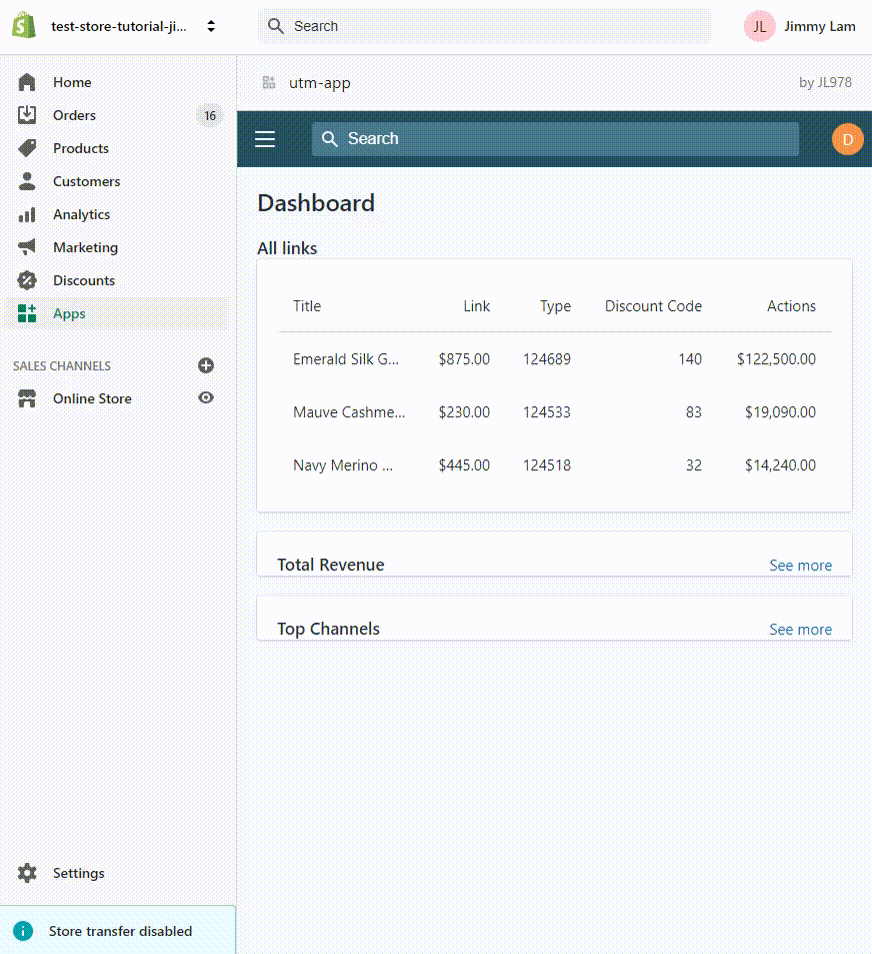 test-store-tutorial-ji...
Search
JL
Jimmy Lam
Home
Orders
16
Products
Customers
Analytics
Marketing
Discounts
Apps
SALES CHANNELS
Online Store
Settings
Store transfer disabled
utm-app
by JL978
Search
D
Dashboard
All links
Title Link Type Discount Code Actions
Emerald Silk G... $875.00 124689 140 $122,500.00
Mauve Cashme... $230.00 124533 83 $19,090.00
Navy Merino ... $445.00 124518 32 $14,240.00
Total Revenue See more
Top Channels See more